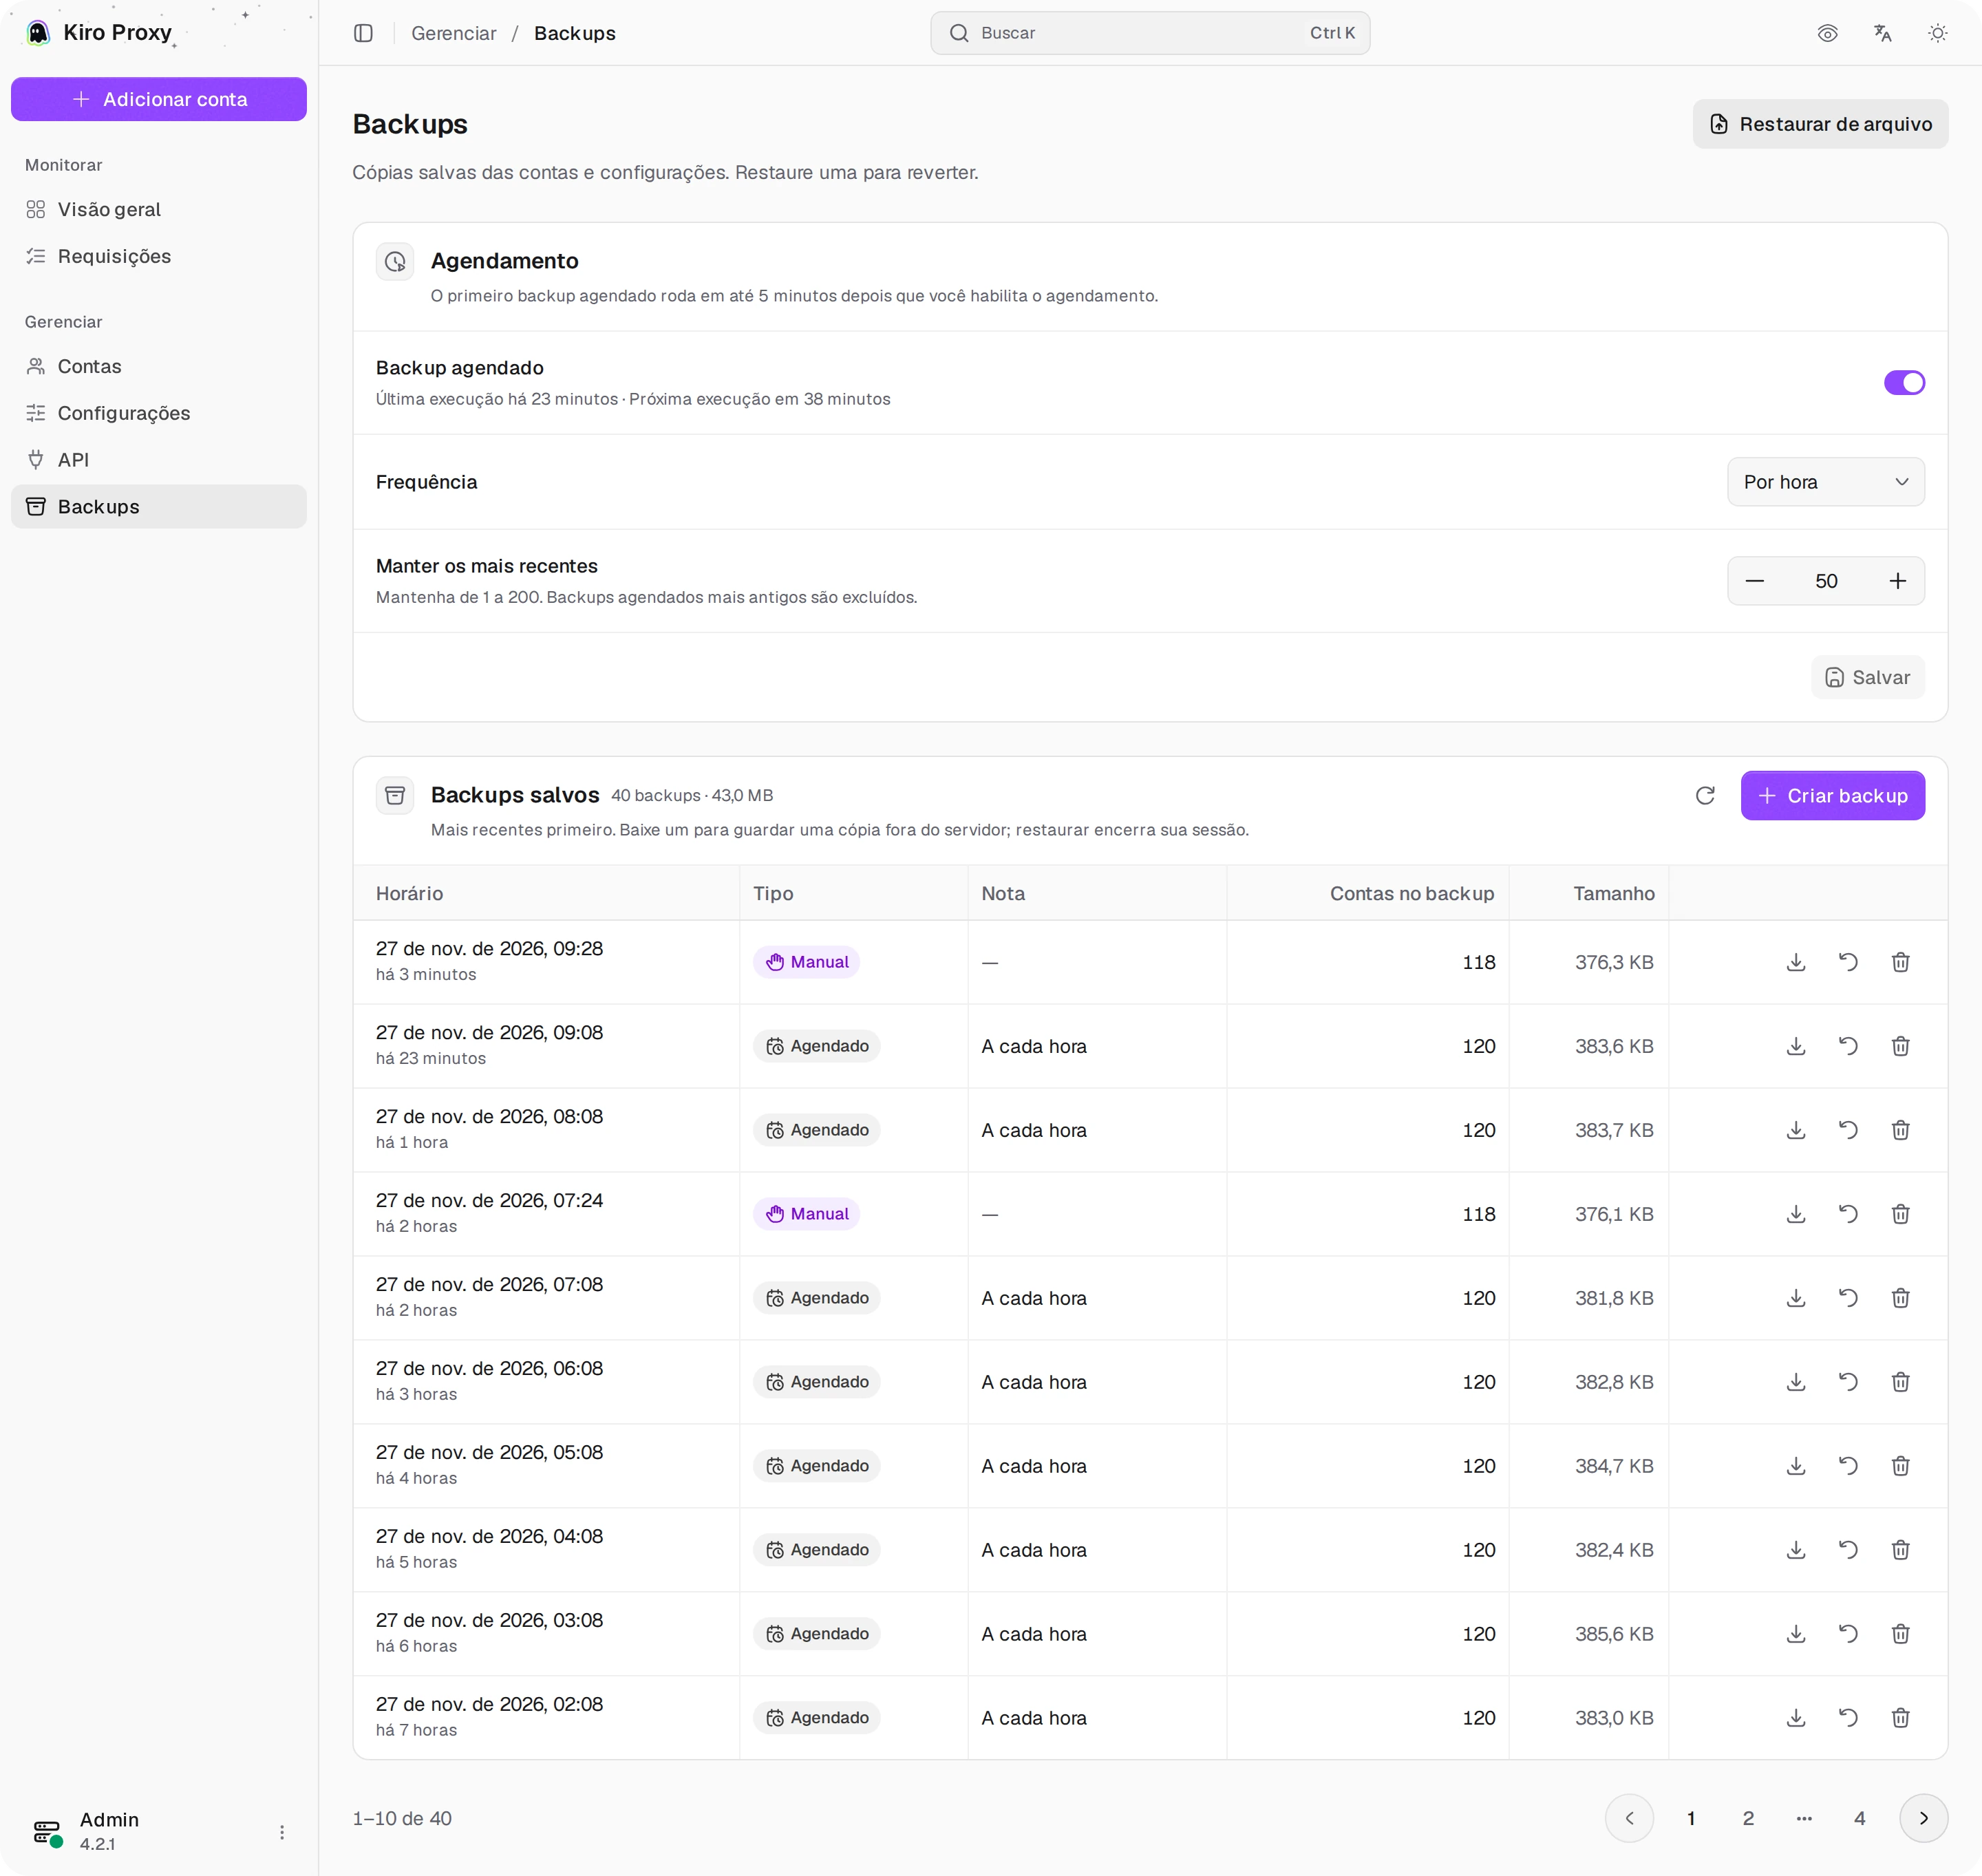 Kiro Proxy
Gerenciar / Backups
Buscar
Ctrl K
Adicionar conta
Monitorar
Visão geral
Requisições
Gerenciar
Contas
Configurações
API
Backups
Admin
4.2.1
Backups
Restaurar de arquivo
Cópias salvas das contas e configurações. Restaure uma para reverter.
Agendamento
O primeiro backup agendado roda em até 5 minutos depois que você habilita o agendamento.
Backup agendado
Última execução há 23 minutos · Próxima execução em 38 minutos
Frequência
Por hora
Manter os mais recentes
Mantenha de 1 a 200. Backups agendados mais antigos são excluídos.
50
Salvar
Backups salvos 40 backups · 43,0 MB
Criar backup
Mais recentes primeiro. Baixe um para guardar uma cópia fora do servidor; restaurar encerra sua sessão.
Horário Tipo Nota Contas no backup Tamanho
27 de nov. de 2026, 09:28
há 3 minutos
Manual — 118 376,3 KB
27 de nov. de 2026, 09:08
há 23 minutos
Agendado A cada hora 120 383,6 KB
27 de nov. de 2026, 08:08
há 1 hora
Agendado A cada hora 120 383,7 KB
27 de nov. de 2026, 07:24
há 2 horas
Manual — 118 376,1 KB
27 de nov. de 2026, 07:08
há 2 horas
Agendado A cada hora 120 381,8 KB
27 de nov. de 2026, 06:08
há 3 horas
Agendado A cada hora 120 382,8 KB
27 de nov. de 2026, 05:08
há 4 horas
Agendado A cada hora 120 384,7 KB
27 de nov. de 2026, 04:08
há 5 horas
Agendado A cada hora 120 382,4 KB
27 de nov. de 2026, 03:08
há 6 horas
Agendado A cada hora 120 385,6 KB
27 de nov. de 2026, 02:08
há 7 horas
Agendado A cada hora 120 383,0 KB
1–10 de 40
1 2 ··· 4